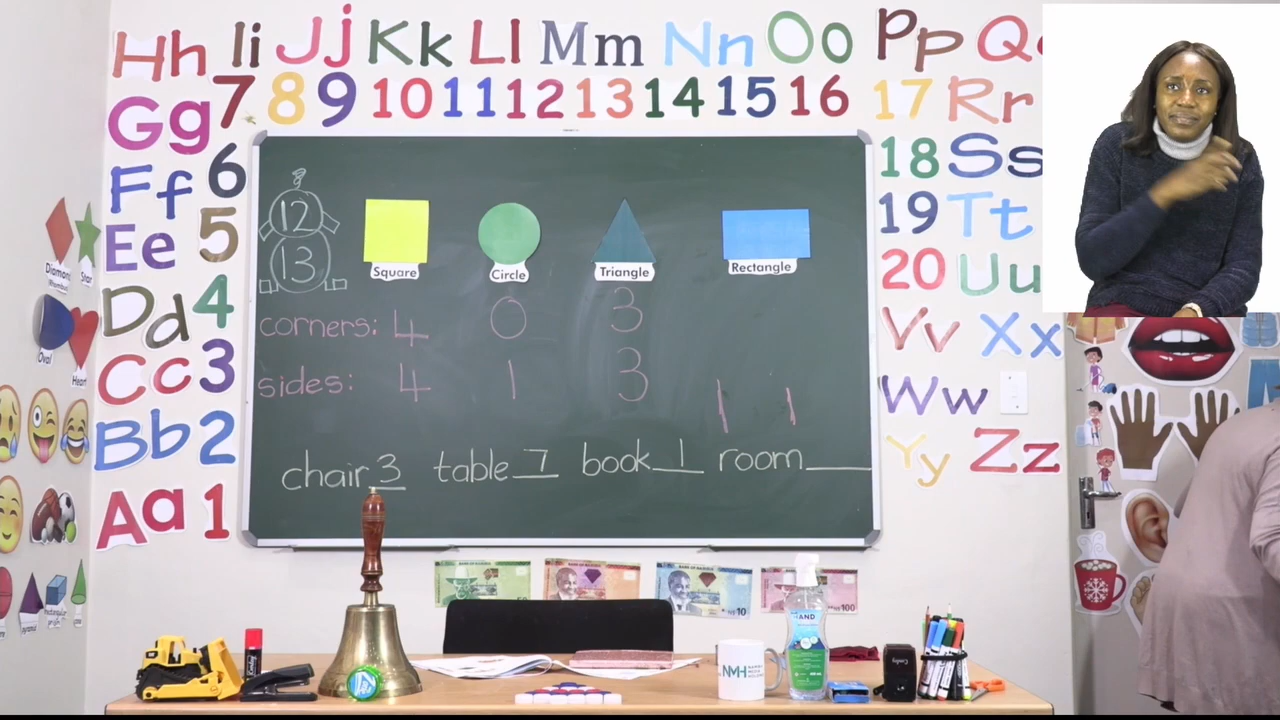 Hh Ii Jj Kk Ll Mm Nn Oo Pp Q
Gg 7 8 9 10 11 12 13 14 15 16 17 Rr
Ff 6 18 Ss
Ee 5 19 Tt
Dd 4 20 Uu
Cc 3 Vv Xx
Bb 2 Ww
Aa 1 Yy Zz
12
13
Square Circle Triangle Rectangle
corners: 4 0 3
sides: 4 1 3
chair 3 table 7 book 1 room
Diamond
Star
Oval
Heart
10
100
NMH